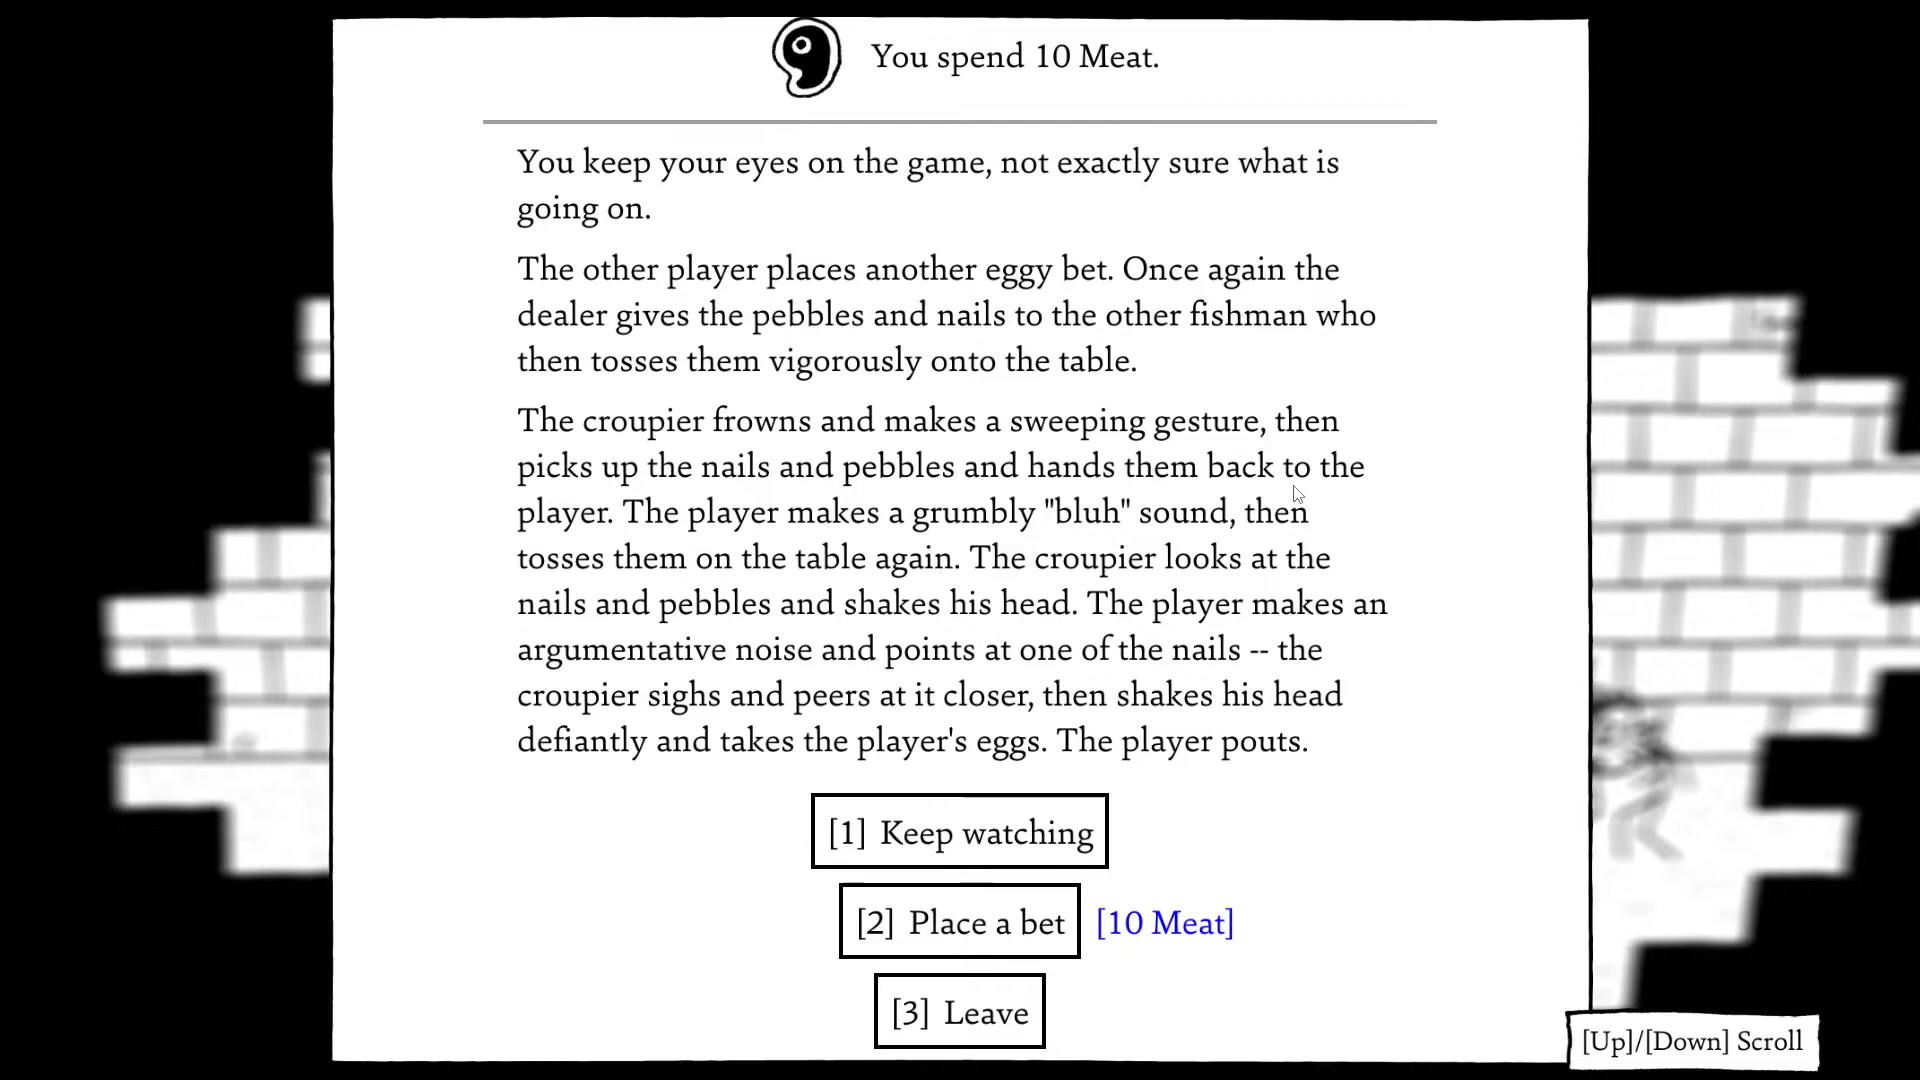 You spend 10 Meat.
You keep your eyes on the game, not exactly sure what is
going on.
The other player places another eggy bet. Once again the
dealer gives the pebbles and nails to the other fishman who
then tosses them vigorously onto the table.
The croupier frowns and makes a sweeping gesture, then
picks up the nails and pebbles and hands them back to the
player. The player makes a grumbly "bluh" sound, then
tosses them on the table again. The croupier looks at the
nails and pebbles and shakes his head. The player makes an
argumentative noise and points at one of the nails -- the
croupier sighs and peers at it closer, then shakes his head
defiantly and takes the player's eggs. The player pouts.
[1] Keep watching
[2] Place a bet [10 Meat]
[3] Leave
[Up]/[Down] Scroll